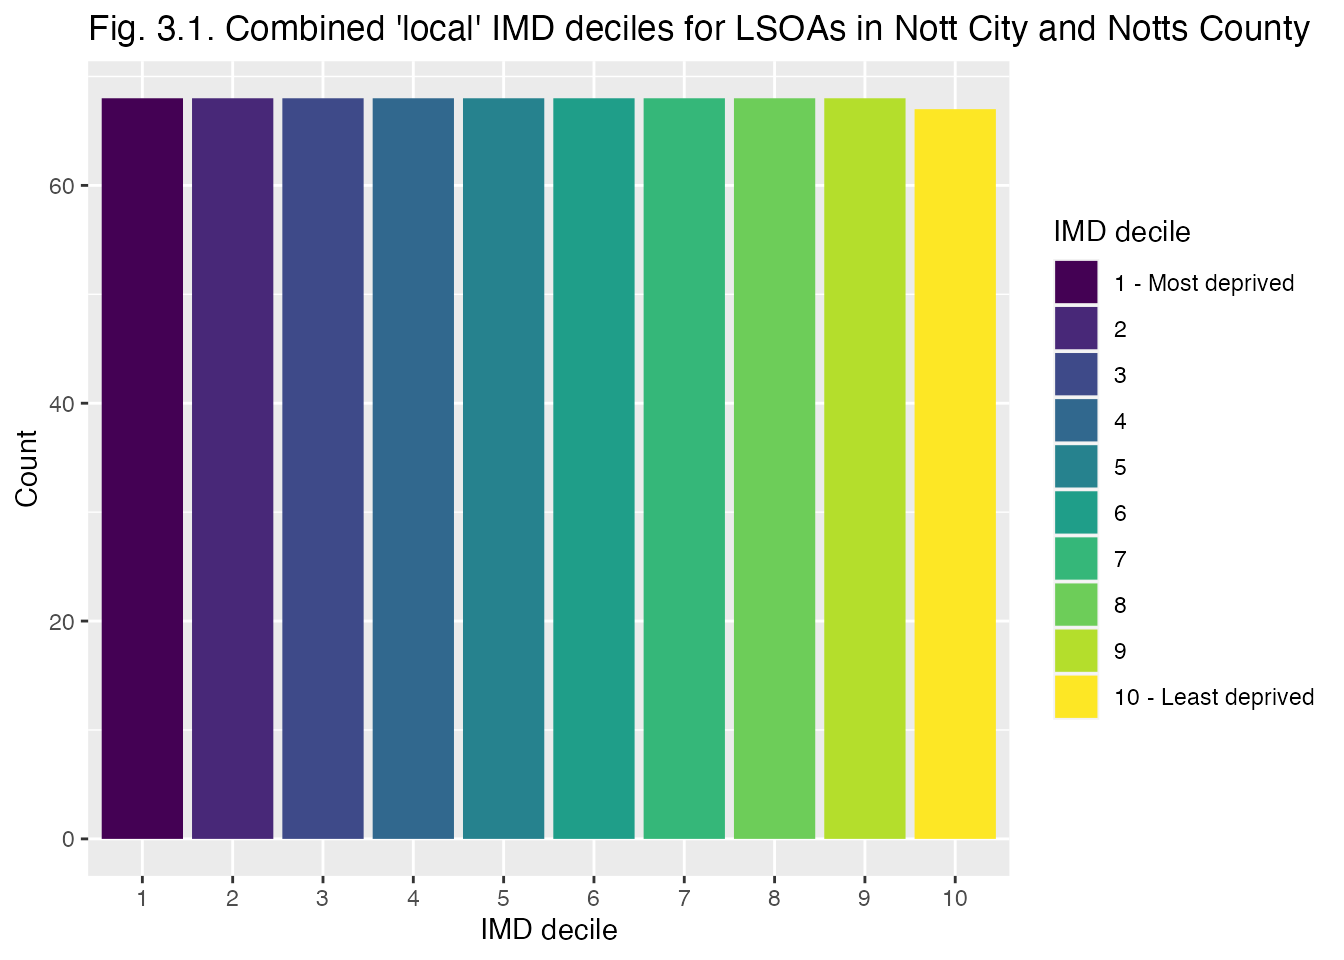 Fig. 3.1. Combined 'local' IMD deciles for LSOAs in Nott City and Notts County
60
40
20
0
Count
1 2 3 4 5 6 7 8 9 10
IMD decile
IMD decile
1 - Most deprived
2
3
4
5
6
7
8
9
10 - Least deprived